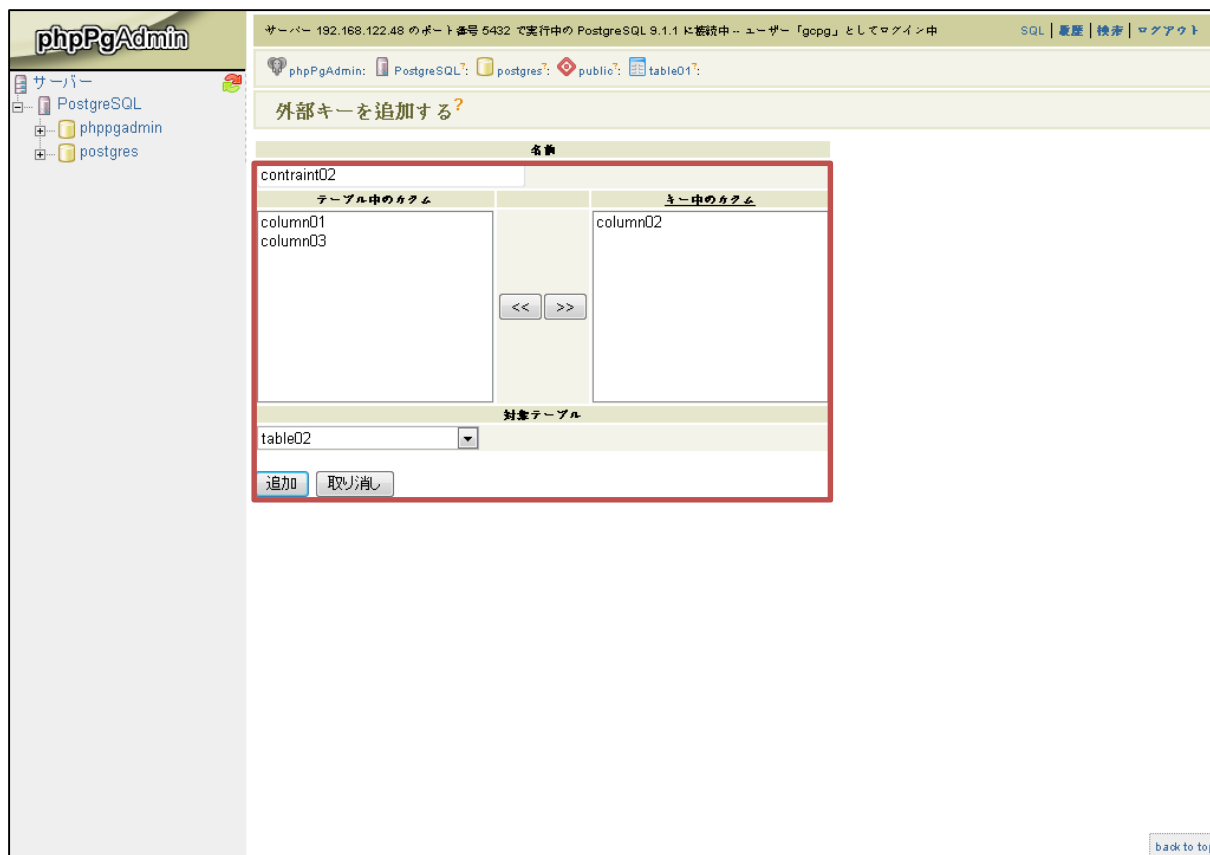 phpPgAdmin
サーバー 192.168.122.48 のポート番号 5432 で実行中の PostgreSQL 9.1.1 に接続中 -- ユーザー「gcpg」としてログイン中
SQL | 履歴 | 検索 | ログアウト
phpPgAdmin: PostgreSQL?: postgres?: public?: table01?:
サーバー
PostgreSQL
phppgadmin
postgres
外部キーを追加する?
名前
contraint02
テーブル中のカラム
キー中のカラム
column01
column03
column02
<< >>
対象テーブル
table02
追加 取り消し
back to top